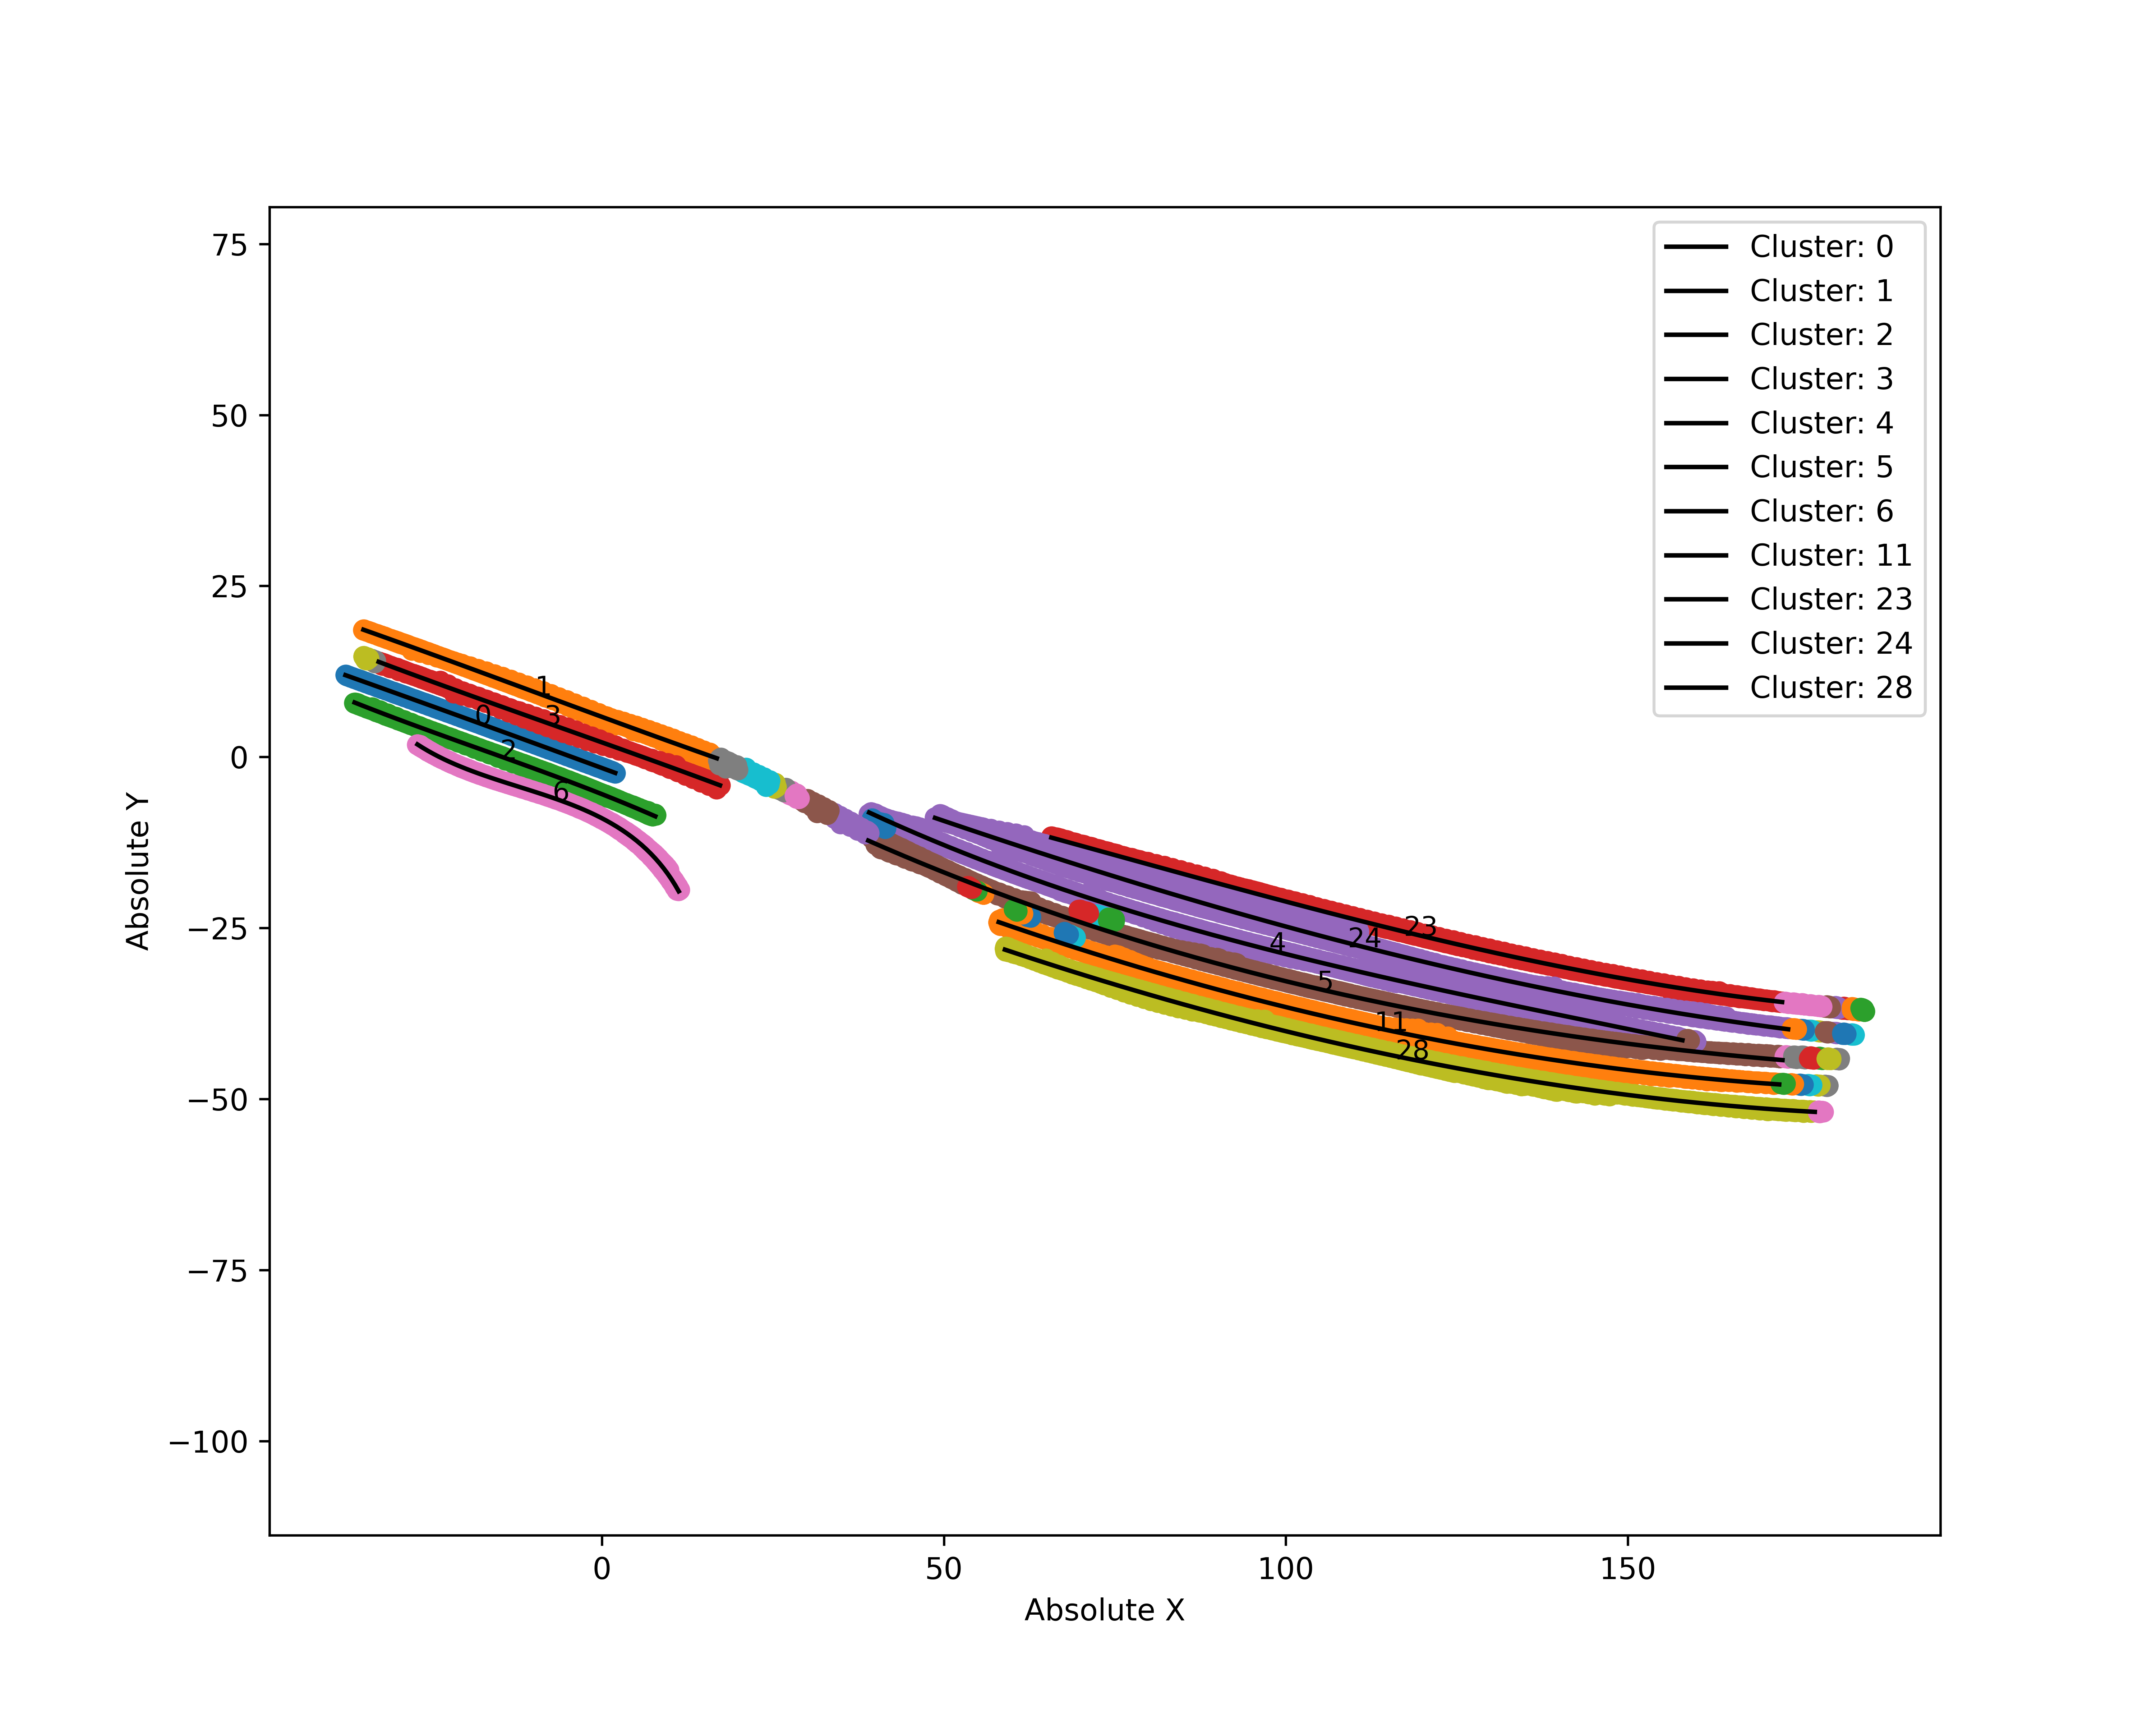 75
50
25
0
−25
−50
−75
−100
Absolute Y
0
50
100
150
Absolute X
Cluster: 0
Cluster: 1
Cluster: 2
Cluster: 3
Cluster: 4
Cluster: 5
Cluster: 6
Cluster: 11
Cluster: 23
Cluster: 24
Cluster: 28
1
0
3
2
6
23
24
4
5
11
28